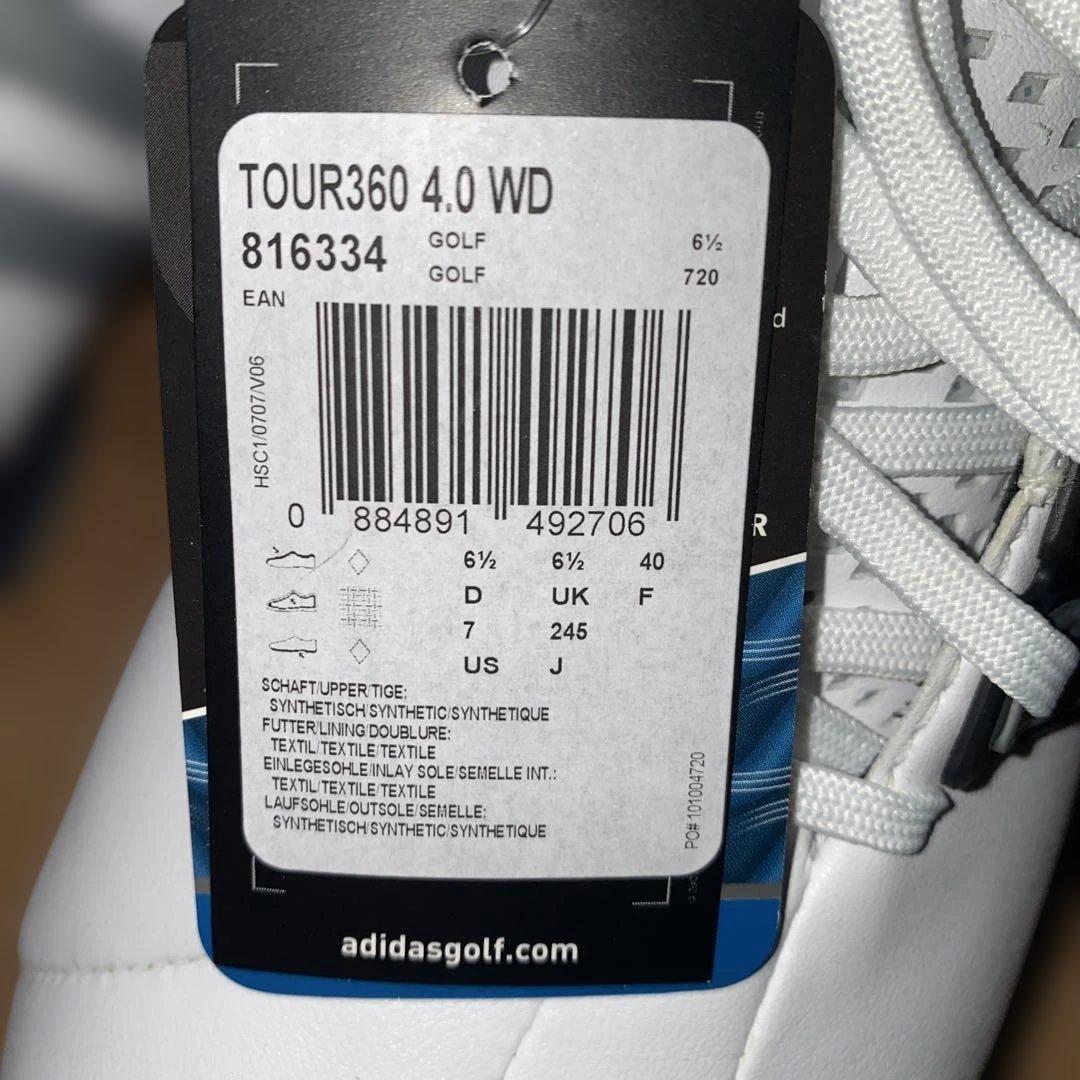 TOUR360 4.0 WD
816334 GOLF 6½
GOLF 720
EAN
HSC1/0707/V06
0 884891 492706
6½ 6½ 40
D UK F
7 245
US J
SCHAFT/UPPER/TIGE:
SYNTHETISCH/SYNTHETIC/SYNTHETIQUE
FUTTER/LINING/DOUBLURE:
TEXTIL/TEXTILE/TEXTILE
EINLEGESOHLE/INLAY SOLE/SEMELLE INT.:
TEXTIL/TEXTILE/TEXTILE
LAUFSOHLE/OUTSOLE/SEMELLE:
SYNTHETISCH/SYNTHETIC/SYNTHETIQUE
PO# 101004720
adidasgolf.com
d
R